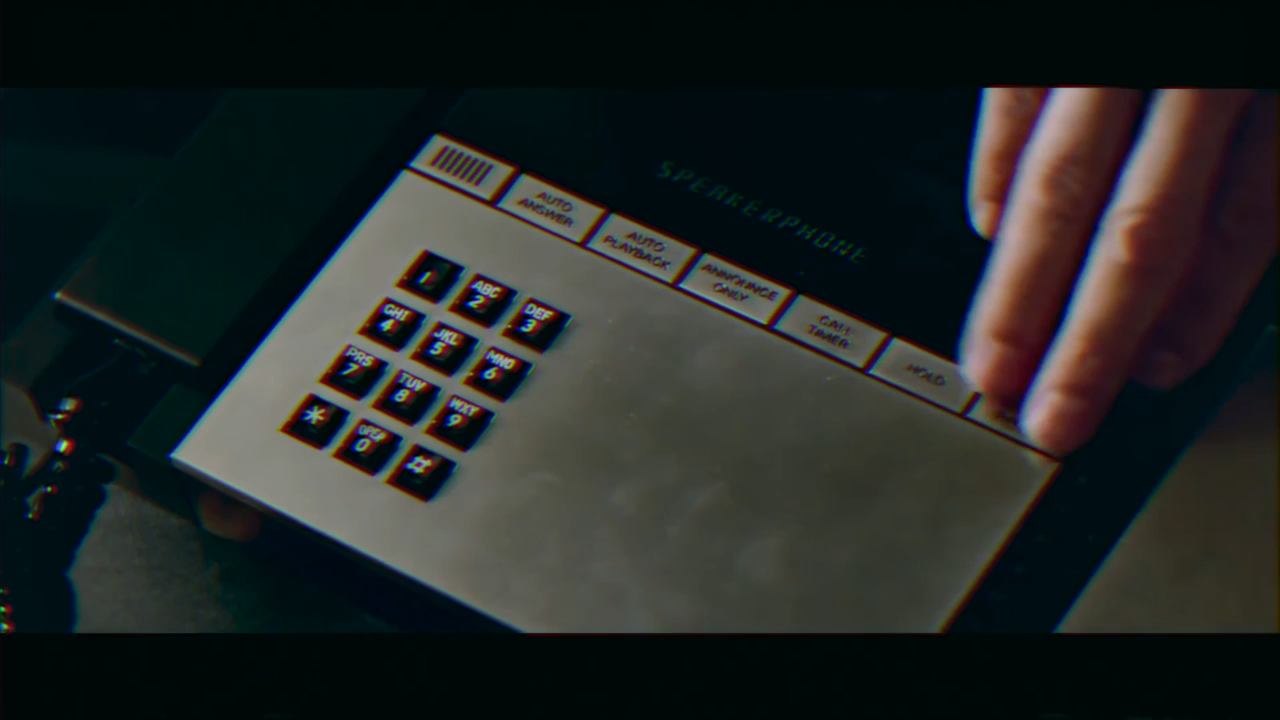 SPEAKERPHONE
AUTO
ANSWER
AUTO
PLAYBACK
ANNOUNCE
ONLY
CALL
TIMER
HOLD
1
ABC
2
DEF
3
GHI
4
JKL
5
MNO
6
PRS
7
TUV
8
WXY
9
*
OPER
0
#